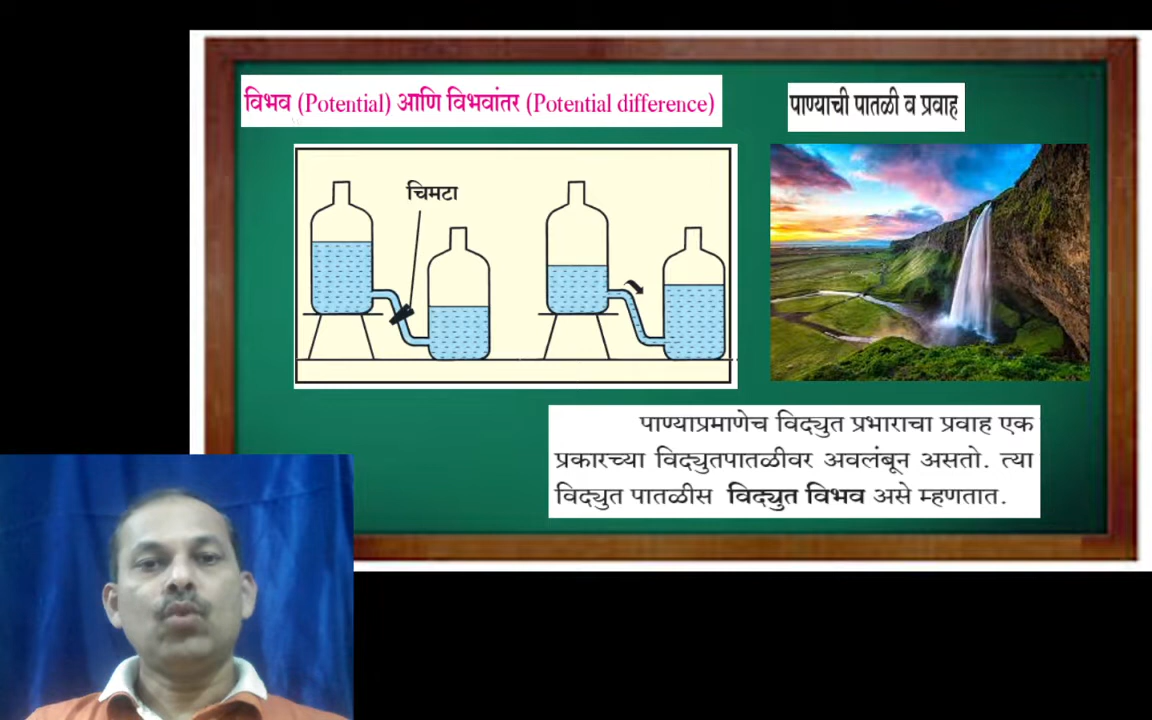 विभव (Potential) आणि विभवांतर (Potential difference)
पाण्याची पातळी व प्रवाह
चिमटा
पाण्याप्रमाणेच विद्युत प्रभाराचा प्रवाह एक
प्रकारच्या विद्युतपातळीवर अवलंबून असतो. त्या
विद्युत पातळीस विद्युत विभव असे म्हणतात.